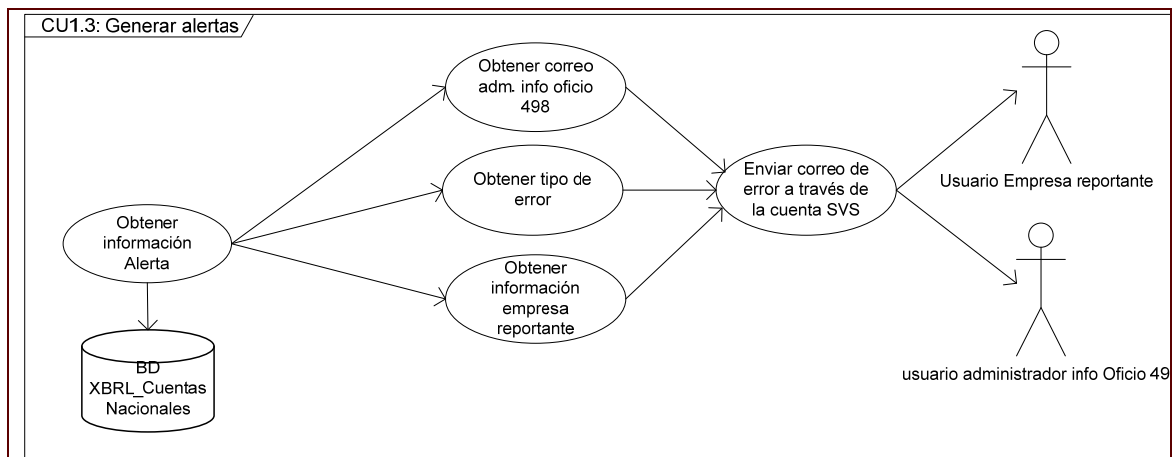 CU1.3: Generar alertas
Obtener correo
adm. info oficio
498
Obtener tipo de
error
Obtener
información
empresa
reportante
Obtener
información
Alerta
BD
XBRL_Cuentas
Nacionales
Enviar correo de
error a través de
la cuenta SVS
Usuario Empresa reportante
usuario administrador info Oficio 49